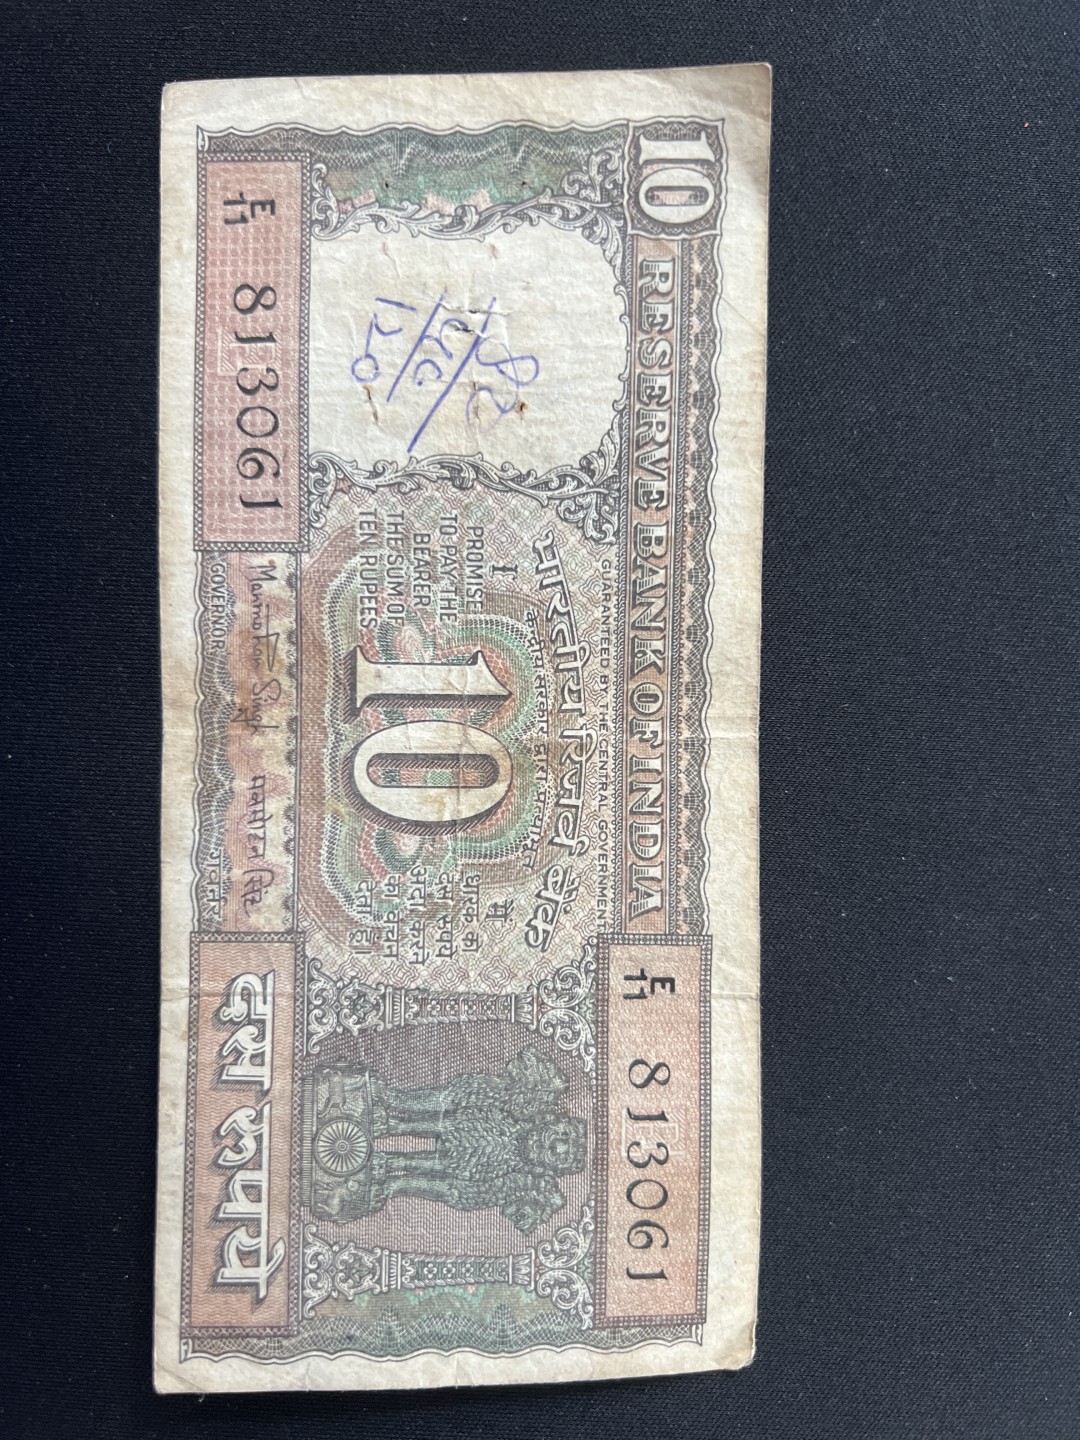 10 RESERVE BANK OF INDIA
GUARANTEED BY THE CENTRAL GOVERNMENT
E/11 813061
भारतीय रिज़र्व बैंक
केन्द्रीय सरकार द्वारा प्रत्याभूत
I
PROMISE
TO PAY THE
BEARER
THE SUM OF
TEN RUPEES
10
मैं
धारक को
दस रुपये
अदा करने
का वचन
देता हूँ।
E/11 813061
Manmohan Singh
मनमोहन सिंह
GOVERNOR
गवर्नर
दस रुपये